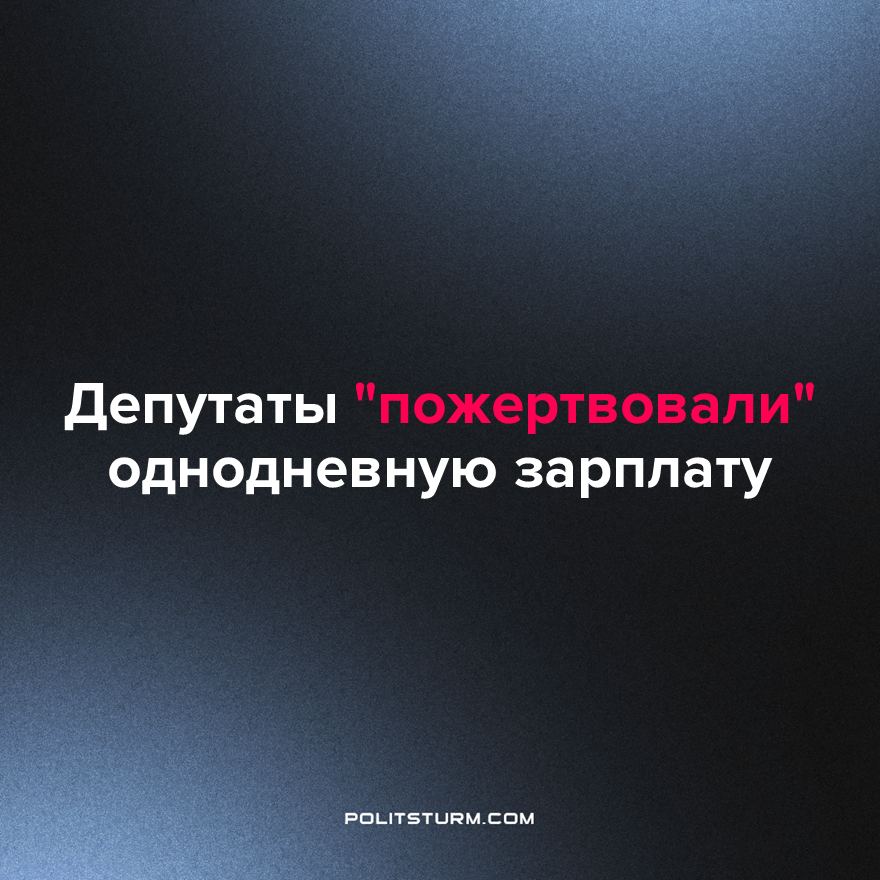 Депутаты "пожертвовали"
однодневную зарплату
POLITSTURM.COM